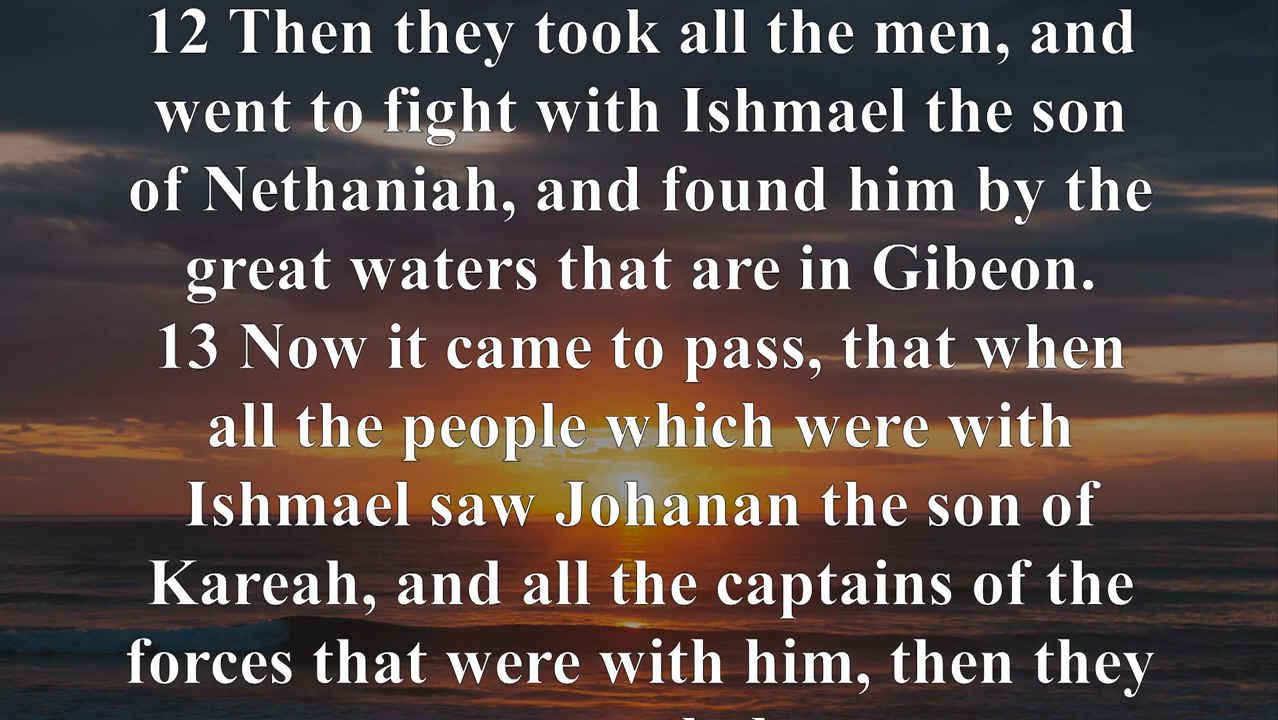 12 Then they took all the men, and
went to fight with Ishmael the son
of Nethaniah, and found him by the
great waters that are in Gibeon.
13 Now it came to pass, that when
all the people which were with
Ishmael saw Johanan the son of
Kareah, and all the captains of the
forces that were with him, then they